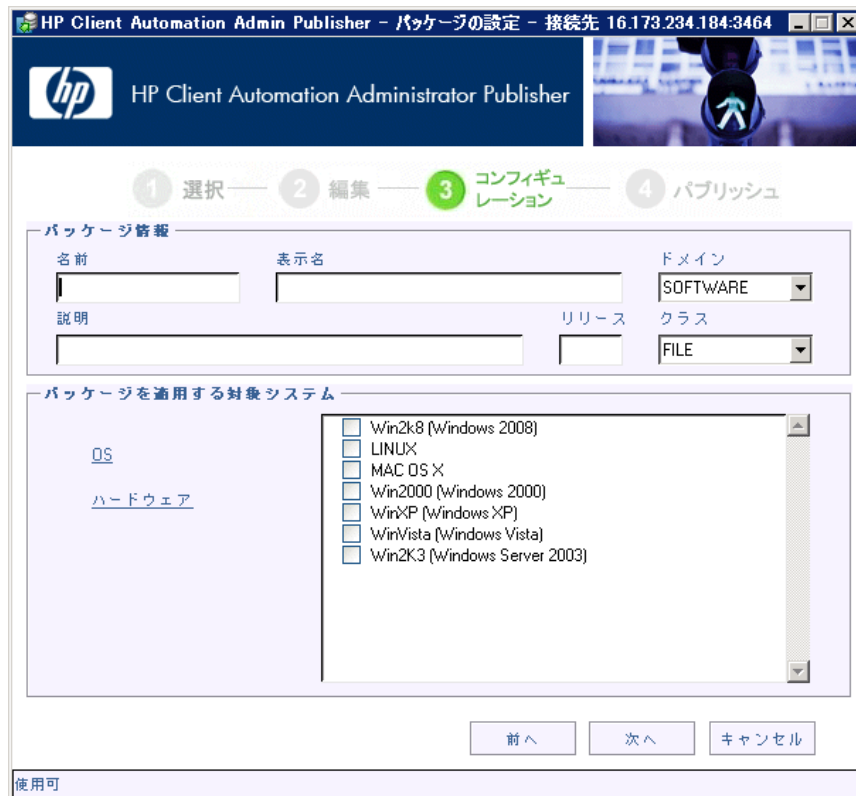 HP Client Automation Admin Publisher - パッケージの設定 - 接続先 16.173.234.184:3464
hp
HP Client Automation Administrator Publisher
1 選択 2 編集 3 コンフィギュ
レーション 4 パブリッシュ
パッケージ情報
名前 表示名 ドメイン
SOFTWARE
説明 リリース クラス
FILE
パッケージを適用する対象システム
OS
ハードウェア
Win2k8 (Windows 2008)
LINUX
MAC OS X
Win2000 (Windows 2000)
WinXP (Windows XP)
WinVista (Windows Vista)
Win2K3 (Windows Server 2003)
前へ 次へ キャンセル
使用可